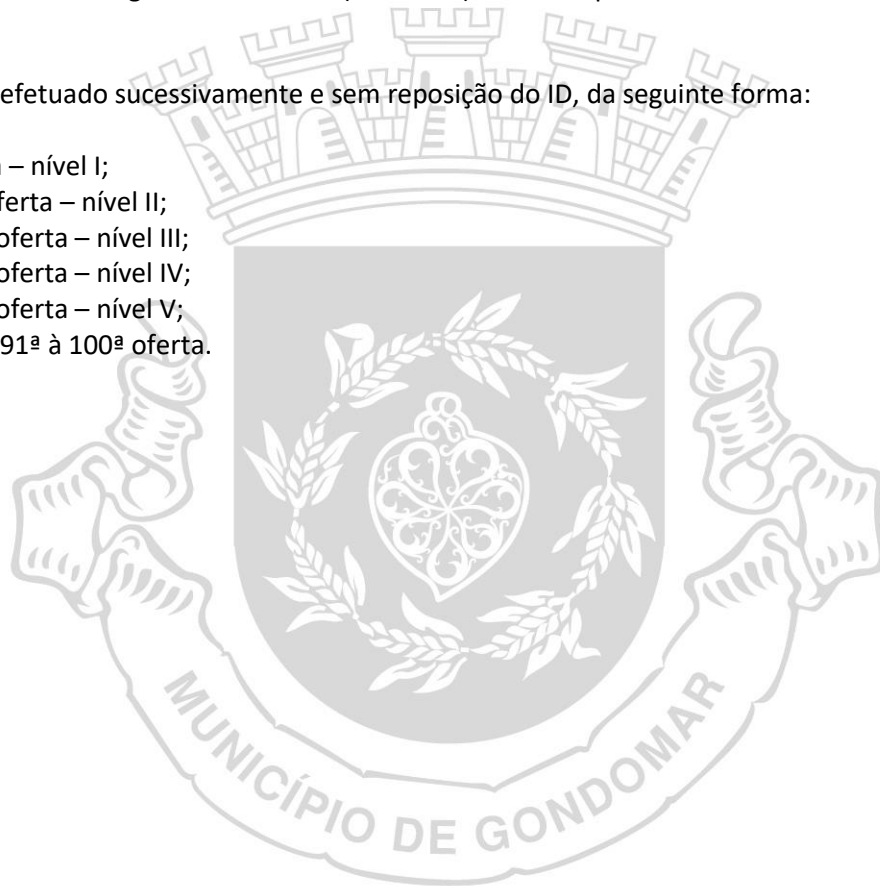 efetuado sucessivamente e sem reposição do ID, da seguinte forma:
– nível I;
ferta – nível II;
oferta – nível III;
oferta – nível IV;
oferta – nível V;
91ª à 100ª oferta.
MUNICÍPIO DE GONDOMAR